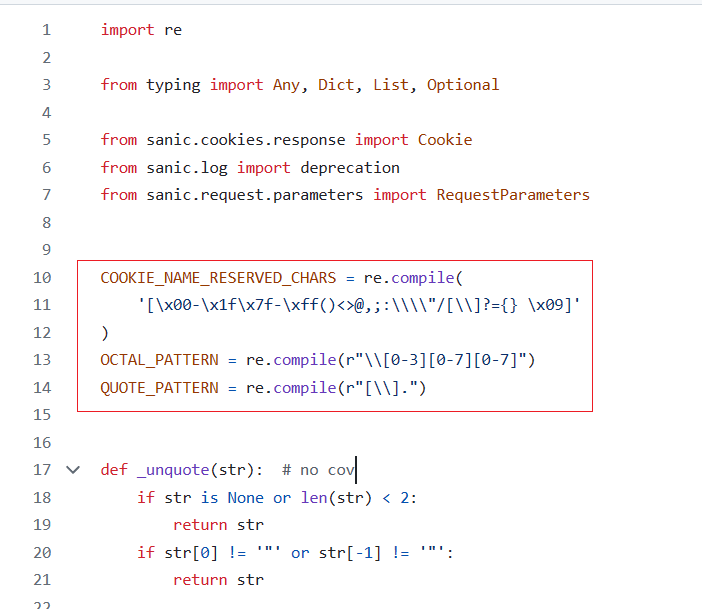 1 import re
2
3 from typing import Any, Dict, List, Optional
4
5 from sanic.cookies.response import Cookie
6 from sanic.log import deprecation
7 from sanic.request.parameters import RequestParameters
8
9
10 COOKIE_NAME_RESERVED_CHARS = re.compile(
11     '[\x00-\x1f\x7f-\xff()<>@,;:\\\\"/[\\]?={} \x09]'
12 )
13 OCTAL_PATTERN = re.compile(r"\\[0-3][0-7][0-7]")
14 QUOTE_PATTERN = re.compile(r"[\\].")
15
16
17 def _unquote(str):  # no cov
18     if str is None or len(str) < 2:
19         return str
20     if str[0] != '"' or str[-1] != '"':
21         return str
22